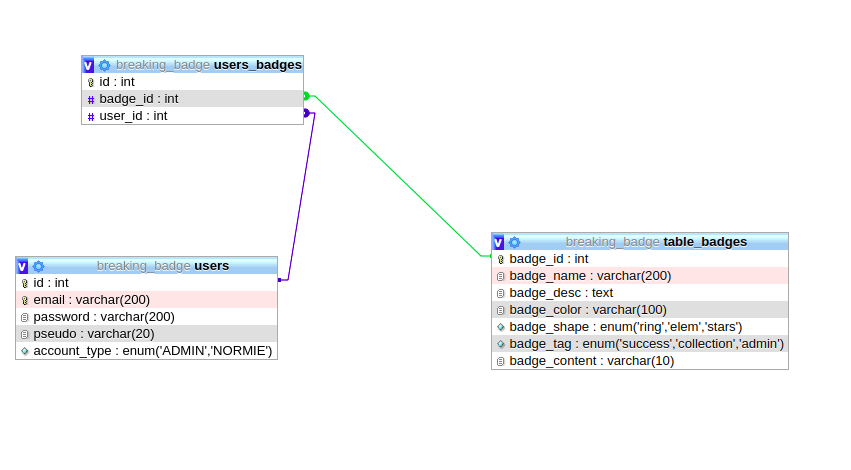 breaking_badge users_badges
id : int
badge_id : int
user_id : int
breaking_badge table_badges
badge_id : int
badge_name : varchar(200)
badge_desc : text
badge_color : varchar(100)
badge_shape : enum('ring','elem','stars')
badge_tag : enum('success','collection','admin')
badge_content : varchar(10)
breaking_badge users
id : int
email : varchar(200)
password : varchar(200)
pseudo : varchar(20)
account_type : enum('ADMIN','NORMIE')